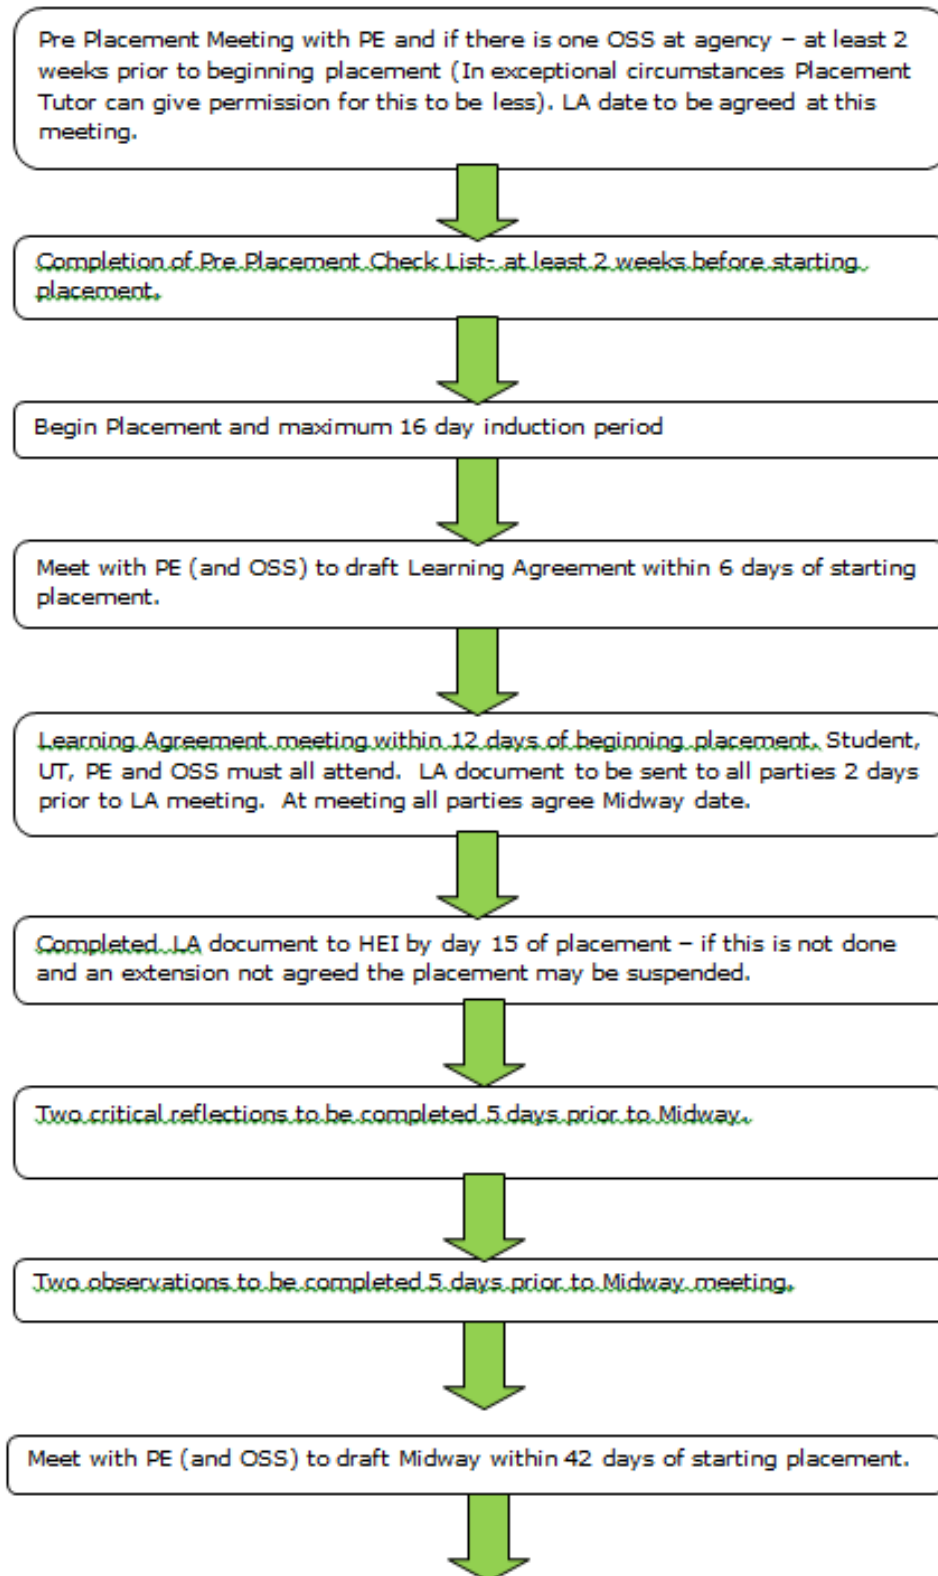 Pre Placement Meeting with PE and if there is one OSS at agency – at least 2
weeks prior to beginning placement (In exceptional circumstances Placement
Tutor can give permission for this to be less). LA date to be agreed at this
meeting.
Completion of Pre Placement Check List- at least 2 weeks before starting
placement.
Begin Placement and maximum 16 day induction period
Meet with PE (and OSS) to draft Learning Agreement within 6 days of starting
placement.
Learning Agreement meeting within 12 days of beginning placement. Student,
UT, PE and OSS must all attend. LA document to be sent to all parties 2 days
prior to LA meeting. At meeting all parties agree Midway date.
Completed LA document to HEI by day 15 of placement – if this is not done
and an extension not agreed the placement may be suspended.
Two critical reflections to be completed 5 days prior to Midway.
Two observations to be completed 5 days prior to Midway meeting.
Meet with PE (and OSS) to draft Midway within 42 days of starting placement.